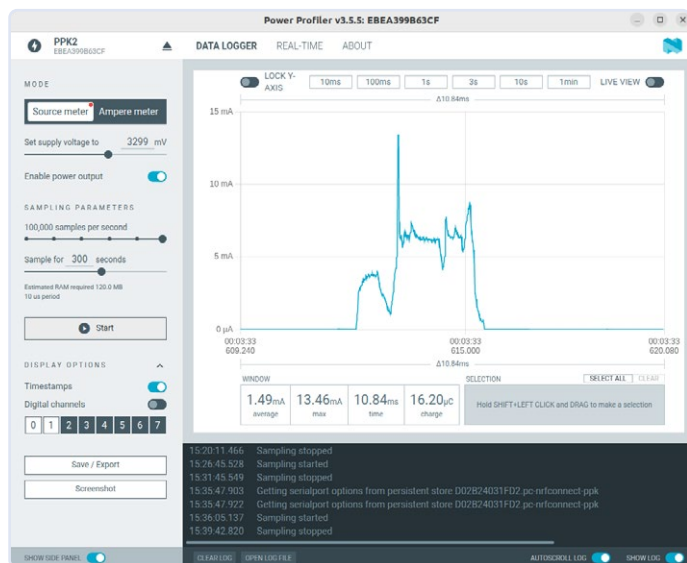 Power Profiler v3.5.5: EBEA399B63CF
PPK2
EBEA399B63CF
DATA LOGGER REAL-TIME ABOUT
MODE
Source meter Ampere meter
Set supply voltage to 3299 mV
Enable power output
SAMPLING PARAMETERS
100,000 samples per second
Sample for 300 seconds
Estimated RAM required 120.0 MB
10 us period
Start
DISPLAY OPTIONS
Timestamps
Digital channels
0 1 2 3 4 5 6 7
Save / Export
Screenshot
SHOW SIDE PANEL
LOCK Y-
AXIS
10ms 100ms 1s 3s 10s 1min LIVE VIEW
Δ10.84ms
15 mA
10 mA
5 mA
0 µA
00:03:33 00:03:33 00:03:33
609.240 615.000 620.080
Δ10.84ms
WINDOW SELECTION SELECT ALL CLEAR
1.49mA 13.46mA 10.84ms 16.20µC
average max time charge
Hold SHIFT+LEFT CLICK and DRAG to make a selection
15:20:11.466 Sampling stopped
15:26:45.528 Sampling started
15:31:45.549 Sampling stopped
15:35:47.903 Getting serialport options from persistent store D02B24031FD2.pc-nrfconnect-ppk
15:35:47.922 Getting serialport options from persistent store D02B24031FD2.pc-nrfconnect-ppk
15:36:05.137 Sampling started
15:39:42.820 Sampling stopped
CLEAR LOG OPEN LOG FILE AUTOSCROLL LOG SHOW LOG